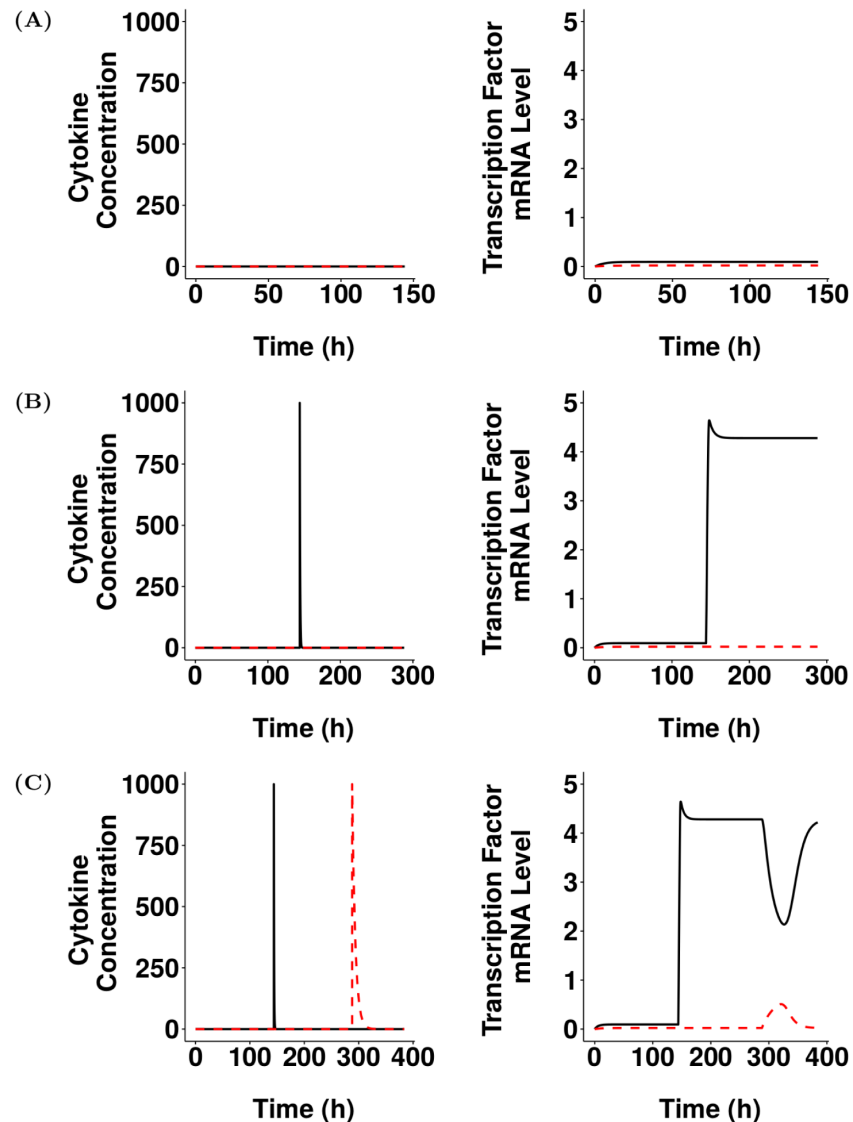 (A)
Cytokine
Concentration
1000
750
500
250
0
0 50 100 150
Time (h)
Transcription Factor
mRNA Level
5
4
3
2
1
0
0 50 100 150
Time (h)
(B)
Cytokine
Concentration
1000
750
500
250
0
0 100 200 300
Time (h)
Transcription Factor
mRNA Level
5
4
3
2
1
0
0 100 200 300
Time (h)
(C)
Cytokine
Concentration
1000
750
500
250
0
0 100 200 300 400
Time (h)
Transcription Factor
mRNA Level
5
4
3
2
1
0
0 100 200 300 400
Time (h)